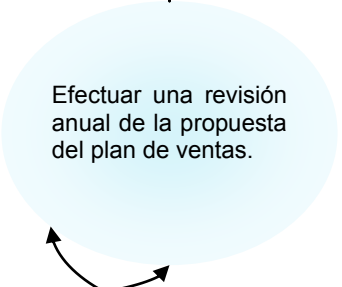 Efectuar una revisión
anual de la propuesta
del plan de ventas.